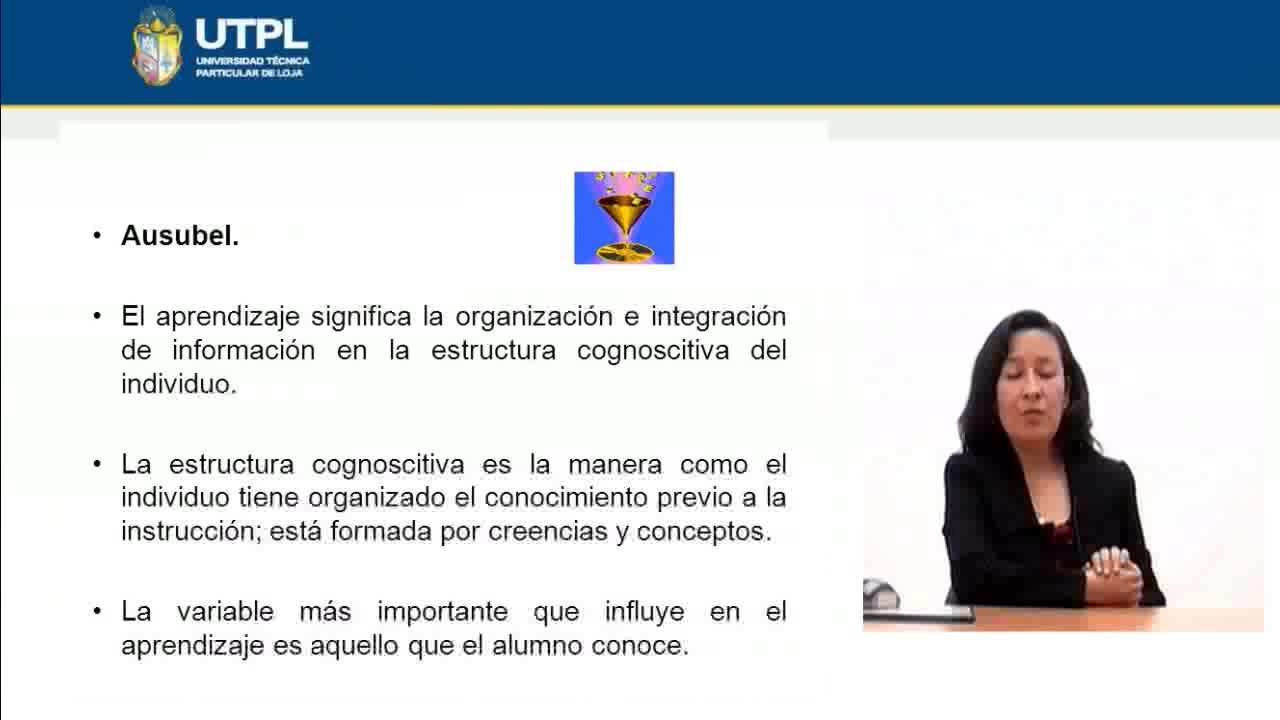 UTPL
UNIVERSIDAD TÉCNICA
PARTICULAR DE LOJA
• Ausubel.
• El aprendizaje significa la organización e integración
de información en la estructura cognoscitiva del
individuo.
• La estructura cognoscitiva es la manera como el
individuo tiene organizado el conocimiento previo a la
instrucción; está formada por creencias y conceptos.
• La variable más importante que influye en el
aprendizaje es aquello que el alumno conoce.